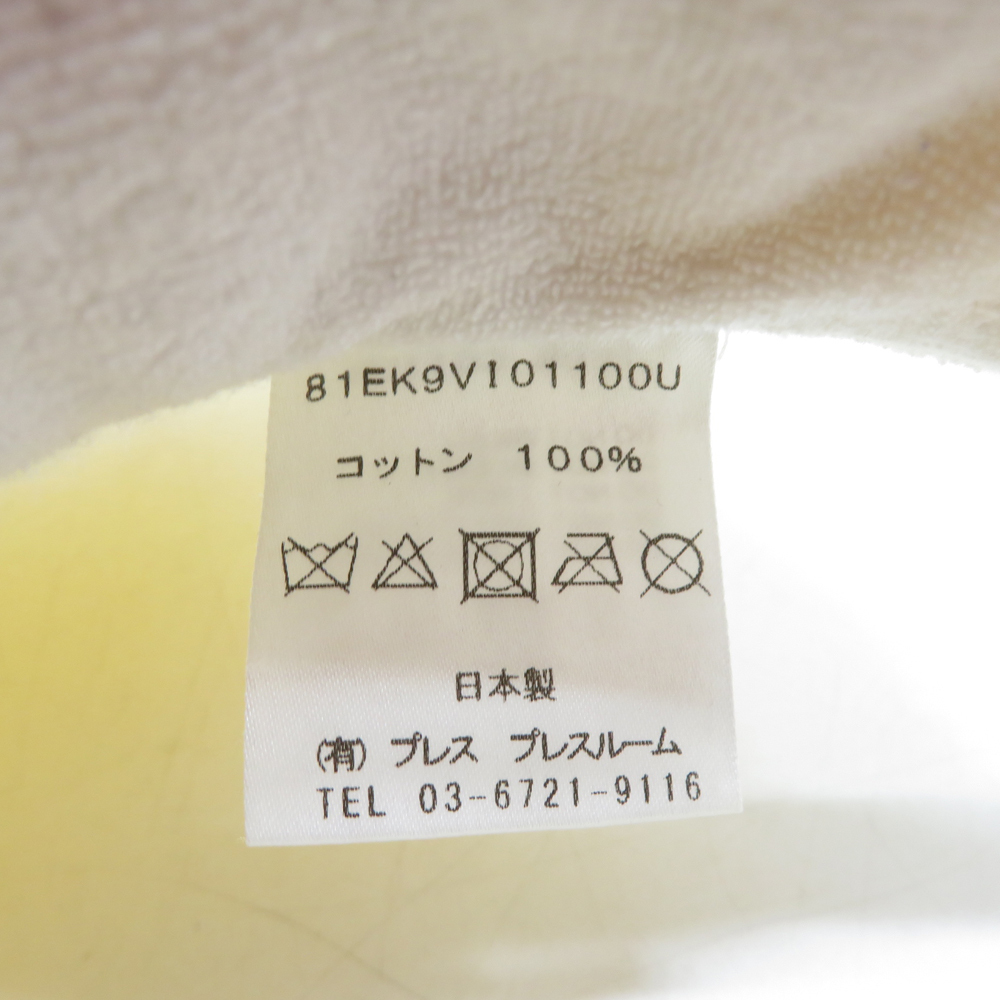 81EK9VI01100U
コットン　100%
日本製
(有) プレス　プレスルーム
TEL 03-6721-9116